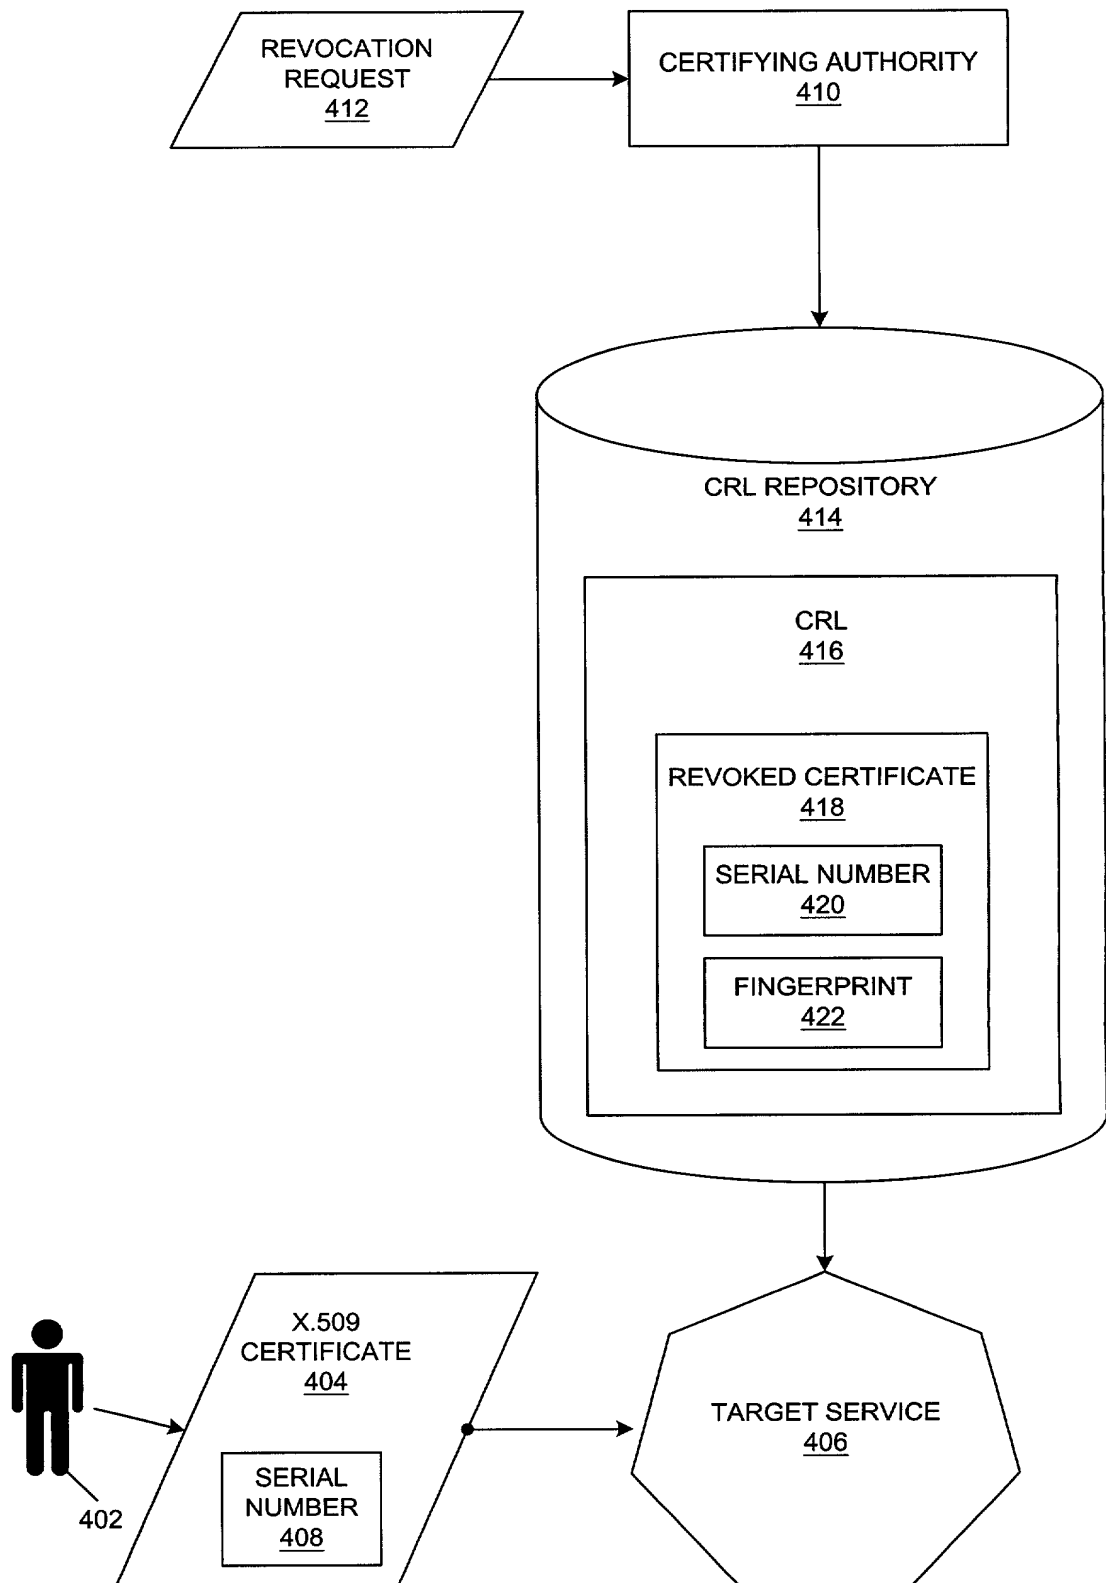 REVOCATION
REQUEST
412
CERTIFYING AUTHORITY
410
CRL REPOSITORY
414
CRL
416
REVOKED CERTIFICATE
418
SERIAL NUMBER
420
FINGERPRINT
422
X.509
CERTIFICATE
404
SERIAL
NUMBER
408
402
TARGET SERVICE
406